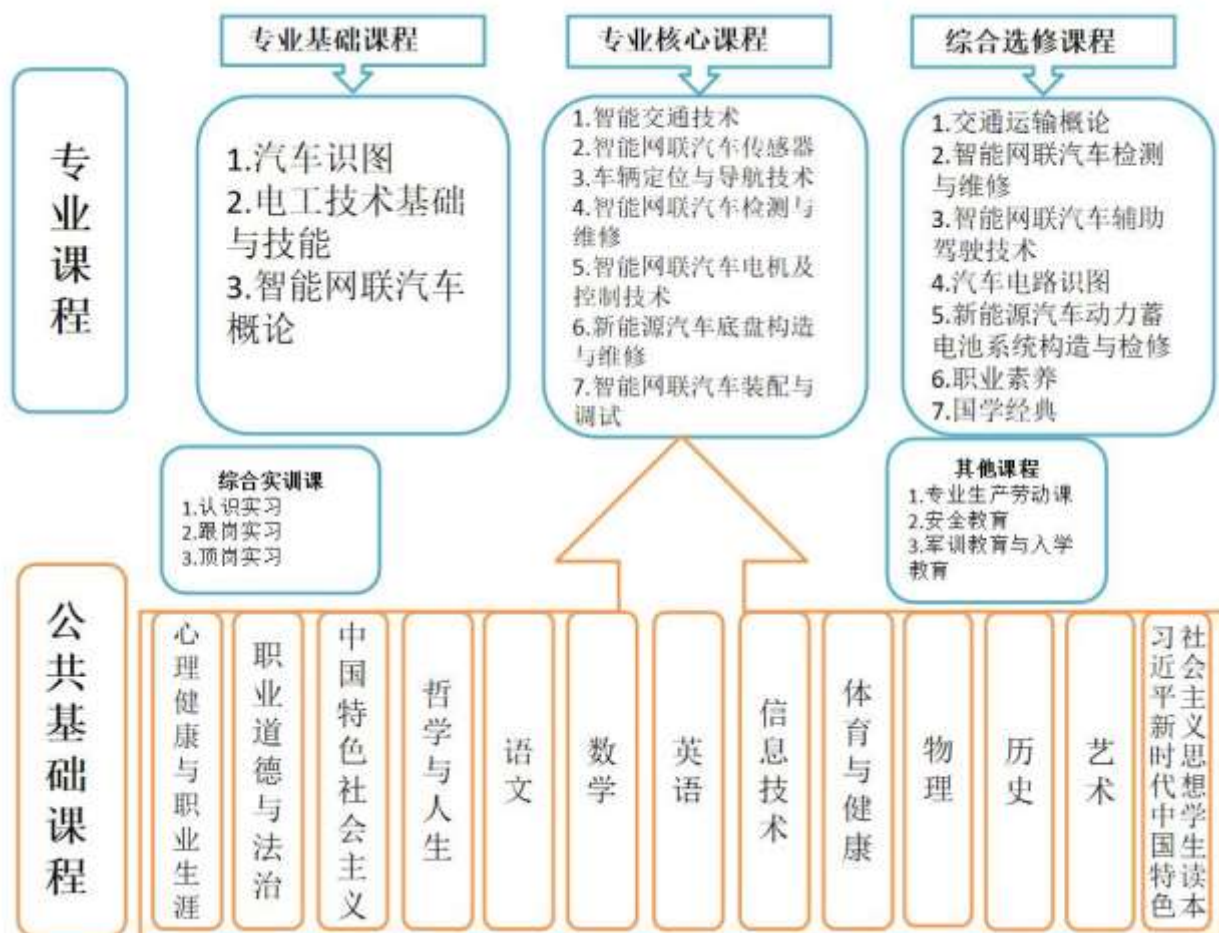 专业基础课程
专业核心课程
综合选修课程
专业课程
1.汽车识图
2.电工技术基础
与技能
3.智能网联汽车
概论
1.智能交通技术
2.智能网联汽车传感器
3.车辆定位与导航技术
4.智能网联汽车检测与
维修
5.智能网联汽车电机及
控制技术
6.新能源汽车底盘构造
与维修
7.智能网联汽车装配与
调试
1.交通运输概论
2.智能网联汽车检测
与维修
3.智能网联汽车辅助
驾驶技术
4.汽车电路识图
5.新能源汽车动力蓄
电池系统构造与检修
6.职业素养
7.国学经典
综合实训课
1.认识实习
2.跟岗实习
3.顶岗实习
其他课程
1.专业生产劳动课
2.安全教育
3.军训教育与入学
教育
公共基础课程
心理健康与职业生涯
职业道德与法治
中国特色社会主义
哲学与人生
语文
数学
英语
信息技术
体育与健康
物理
历史
艺术
习近平新时代中国特色
社会主义思想学生读本